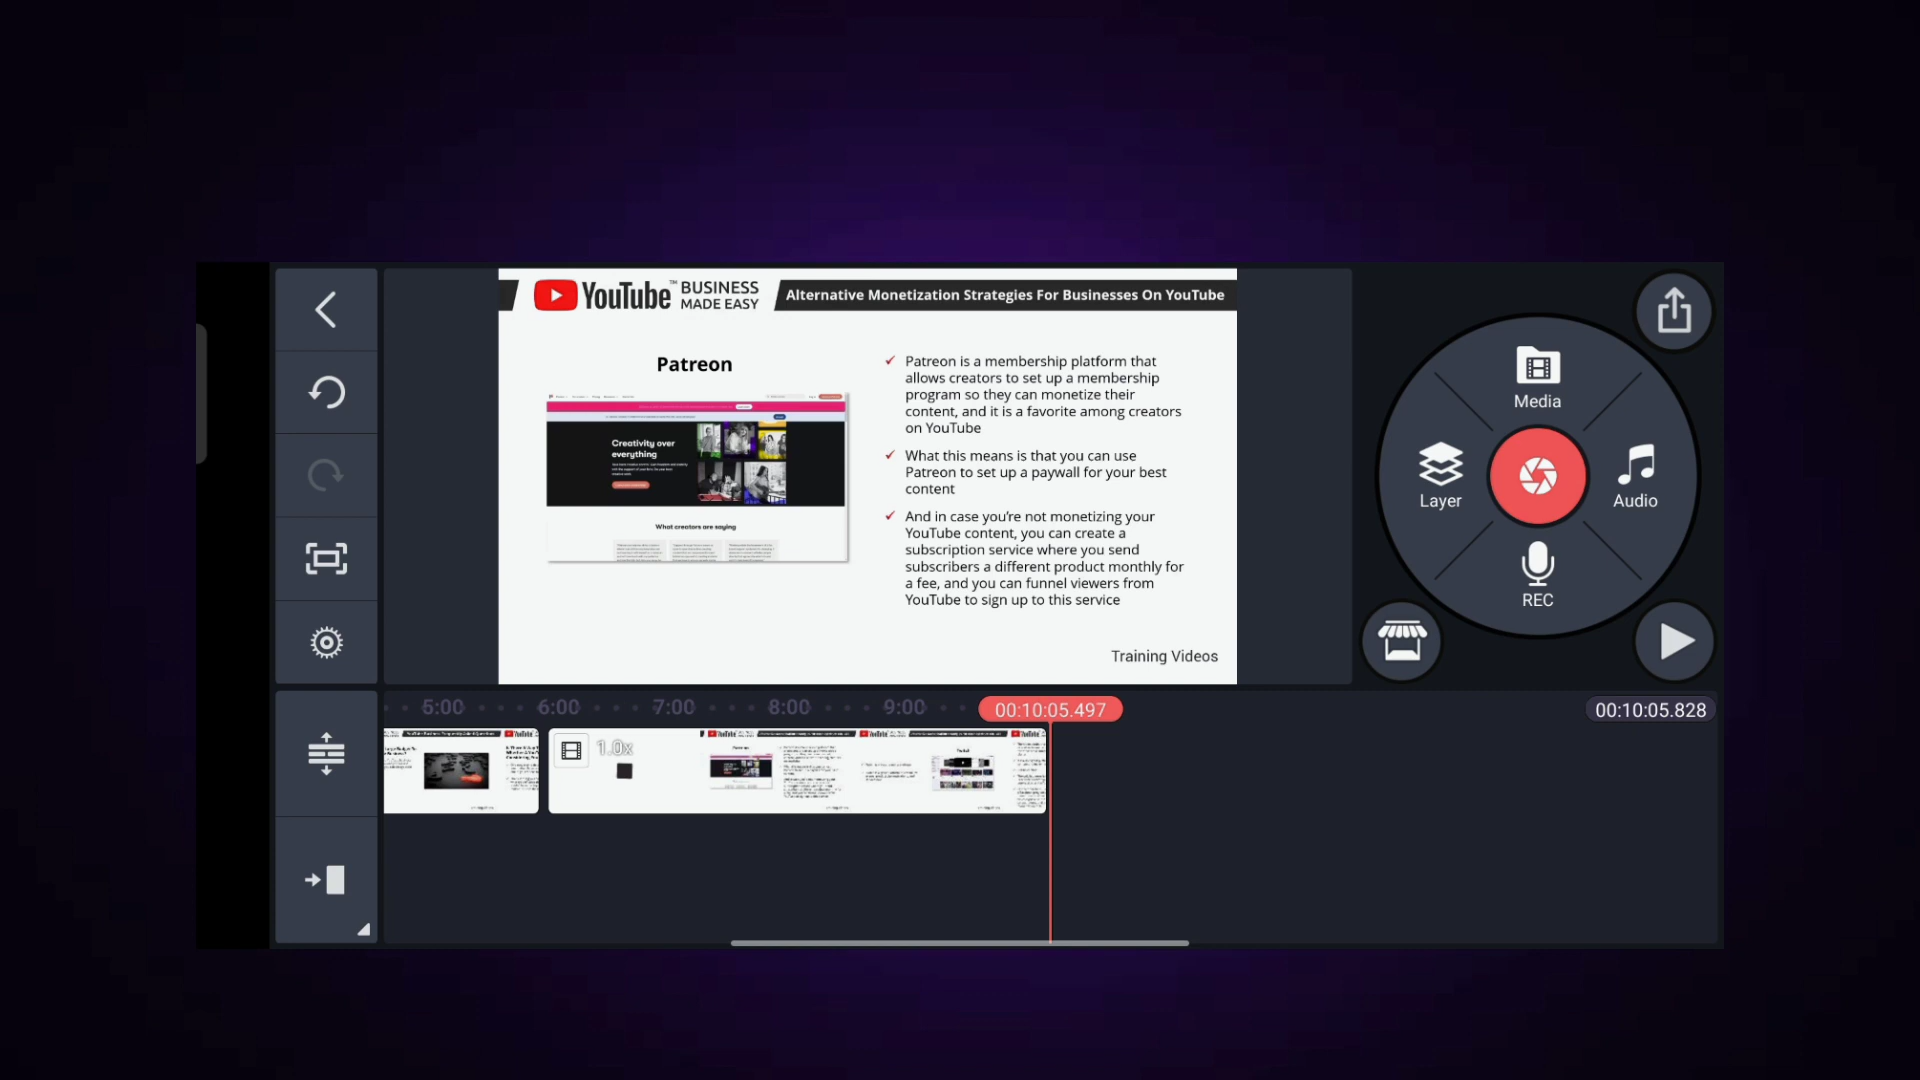 YouTube™ BUSINESS
MADE EASY
Alternative Monetization Strategies For Businesses On YouTube
Patreon
Creativity over
everything
What creators are saying
Patreon is a membership platform that
allows creators to set up a membership
program so they can monetize their
content, and it is a favorite among creators
on YouTube
What this means is that you can use
Patreon to set up a paywall for your best
content
And in case you're not monetizing your
YouTube content, you can create a
subscription service where you send
subscribers a different product monthly for
a fee, and you can funnel viewers from
YouTube to sign up to this service
Training Videos
Media
Layer
Audio
REC
5:00
6:00
7:00
8:00
9:00
00:10:05.497
00:10:05.828
1.0x